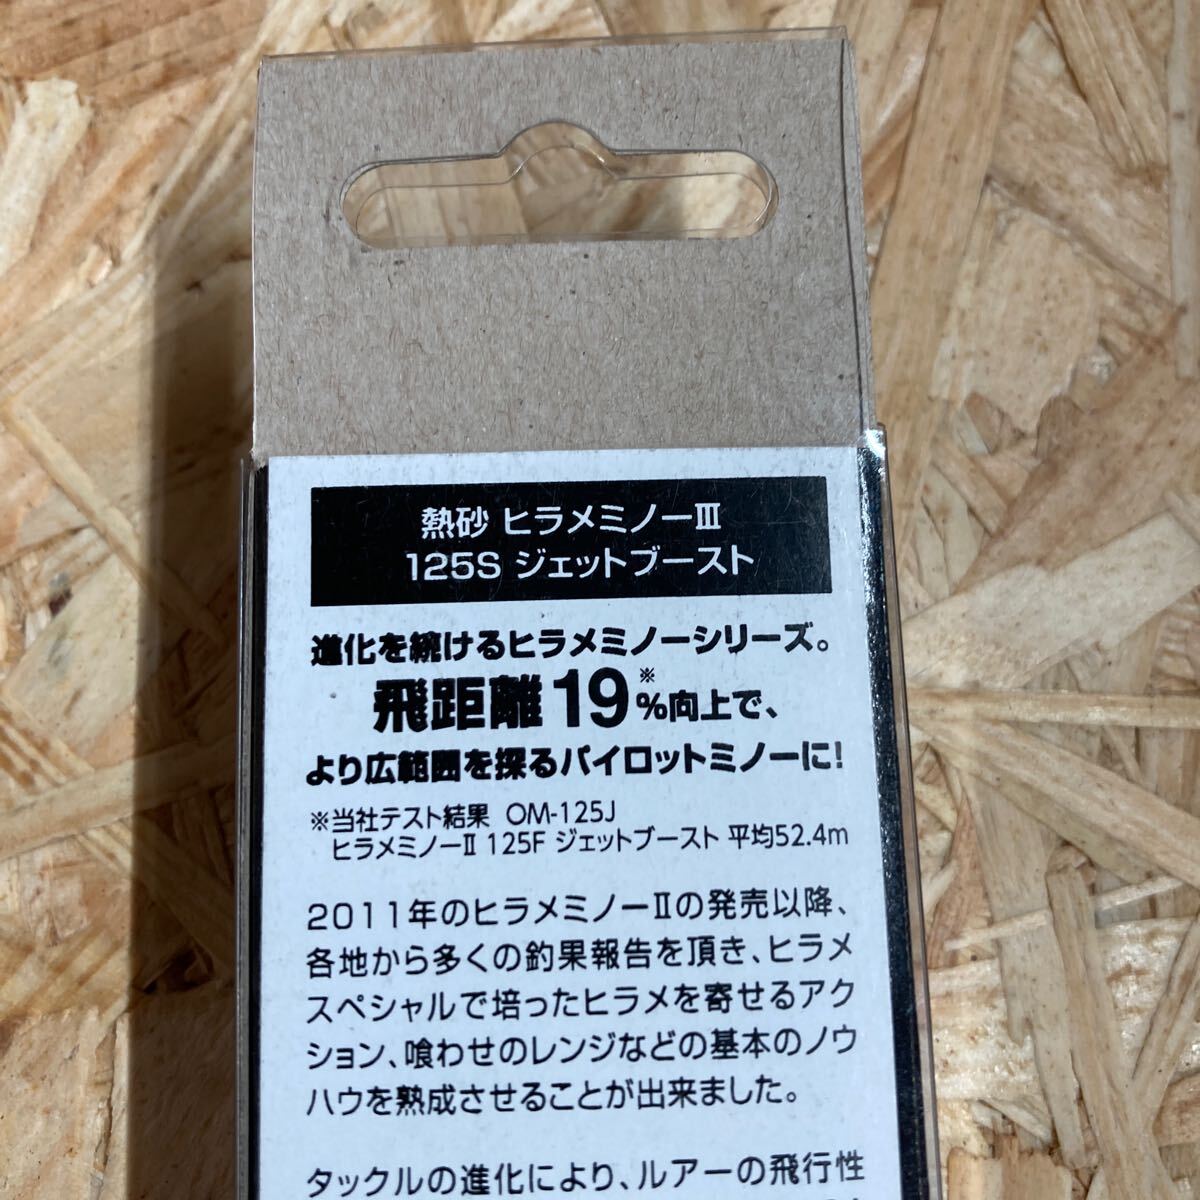 熱砂 ヒラメミノーⅢ
125S ジェットブースト
進化を続けるヒラメミノーシリーズ。
飛距離19※%向上で、
より広範囲を探るパイロットミノーに!
※当社テスト結果 OM-125J
ヒラメミノーⅡ 125F ジェットブースト 平均52.4m
2011年のヒラメミノーⅡの発売以降、
各地から多くの釣果報告を頂き、ヒラメ
スペシャルで培ったヒラメを寄せるアク
ション、喰わせのレンジなどの基本のノウ
ハウを熟成させることが出来ました。
タックルの進化により、ルアーの飛行性